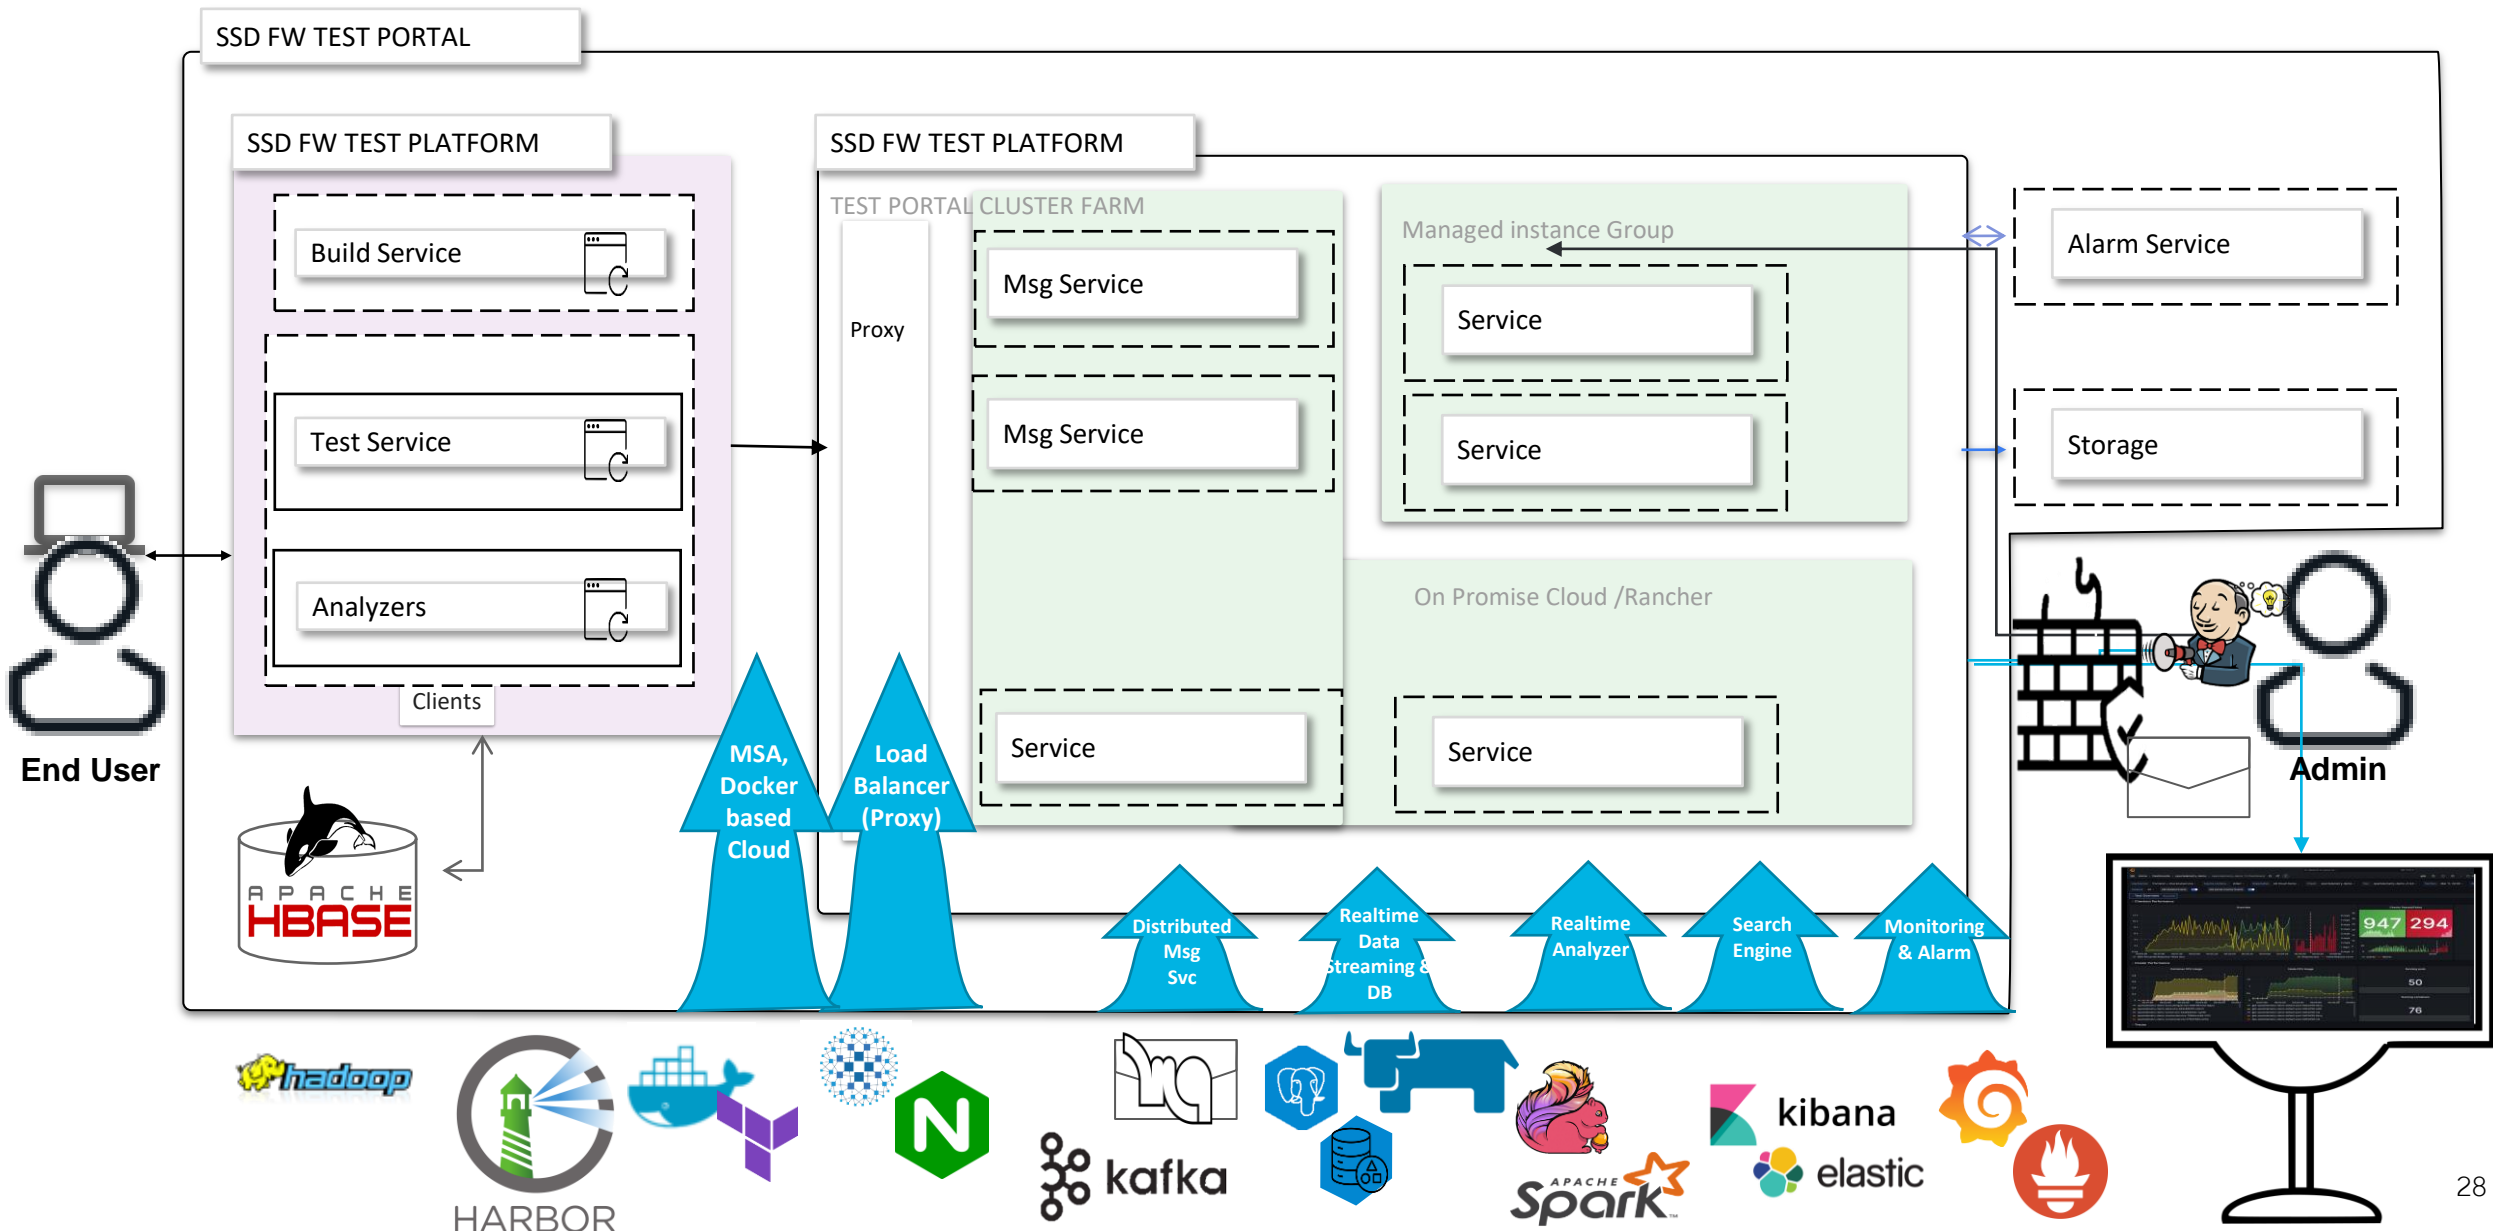 SSD FW TEST PORTAL
SSD FW TEST PLATFORM
SSD FW TEST PLATFORM
TEST PORTAL CLUSTER FARM
Build Service
Test Service
Analyzers
Clients
Proxy
Msg Service
Msg Service
Service
Managed instance Group
Service
Service
On Promise Cloud /Rancher
Service
Alarm Service
Storage
End User
Admin
APACHE
HBASE
MSA,
Docker
based
Cloud
Load
Balancer
(Proxy)
Distributed
Msg
Svc
Realtime
Data
Streaming &
DB
Realtime
Analyzer
Search
Engine
Monitoring
& Alarm
947 294
50
76
hadoop
HARBOR
N
mq
kafka
APACHE
Spark
kibana
elastic
28